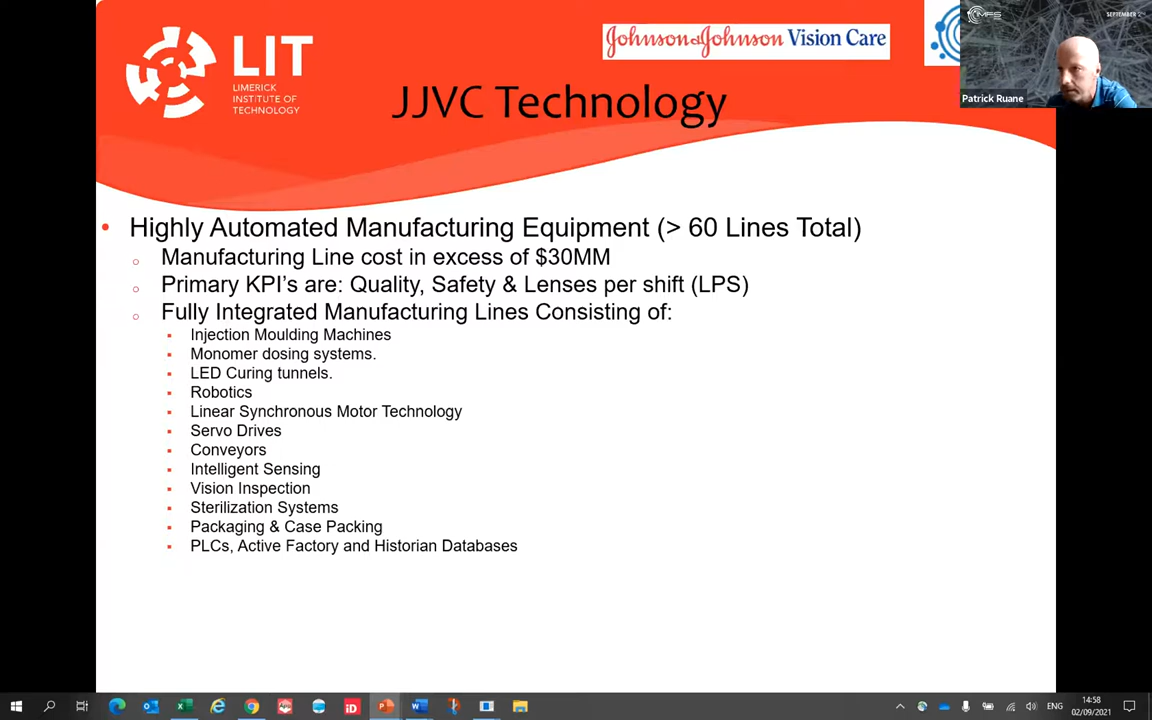 LIT
LIMERICK
INSTITUTE OF
TECHNOLOGY
Johnson & Johnson Vision Care
MFS
SEPTEMBER 2
Patrick Ruane
JJVC Technology
• Highly Automated Manufacturing Equipment (> 60 Lines Total)
○ Manufacturing Line cost in excess of $30MM
○ Primary KPI's are: Quality, Safety & Lenses per shift (LPS)
○ Fully Integrated Manufacturing Lines Consisting of:
▪ Injection Moulding Machines
▪ Monomer dosing systems.
▪ LED Curing tunnels.
▪ Robotics
▪ Linear Synchronous Motor Technology
▪ Servo Drives
▪ Conveyors
▪ Intelligent Sensing
▪ Vision Inspection
▪ Sterilization Systems
▪ Packaging & Case Packing
▪ PLCs, Active Factory and Historian Databases
iD
ENG
14:58
02/09/2021